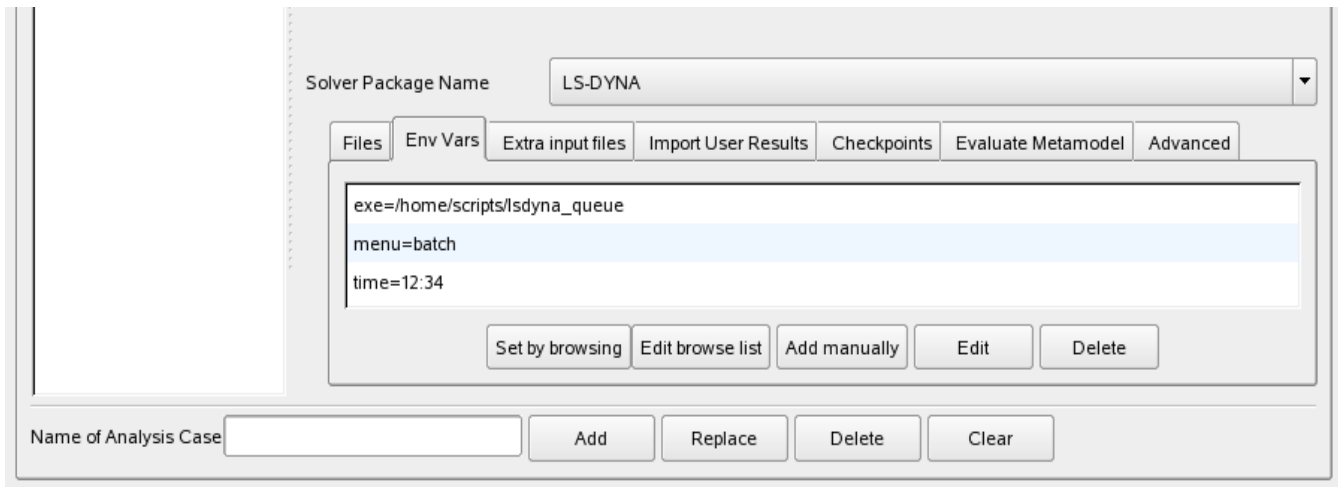 Solver Package Name LS-DYNA
Files Env Vars Extra input files Import User Results Checkpoints Evaluate Metamodel Advanced
exe=/home/scripts/lsdyna_queue
menu=batch
time=12:34
Set by browsing Edit browse list Add manually Edit Delete
Name of Analysis Case Add Replace Delete Clear